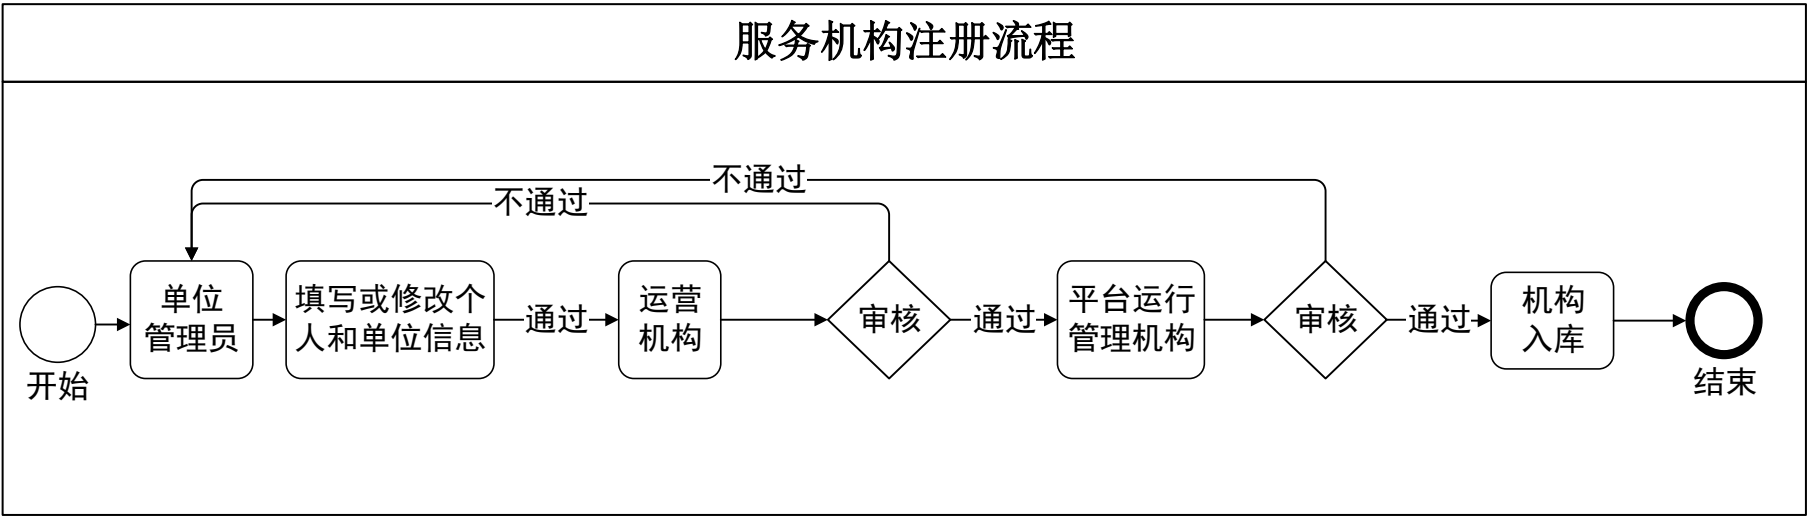 服务机构注册流程
不通过
不通过
开始
单位
管理员
填写或修改个
人和单位信息
通过
运营
机构
审核
通过
平台运行
管理机构
审核
通过
机构
入库
结束